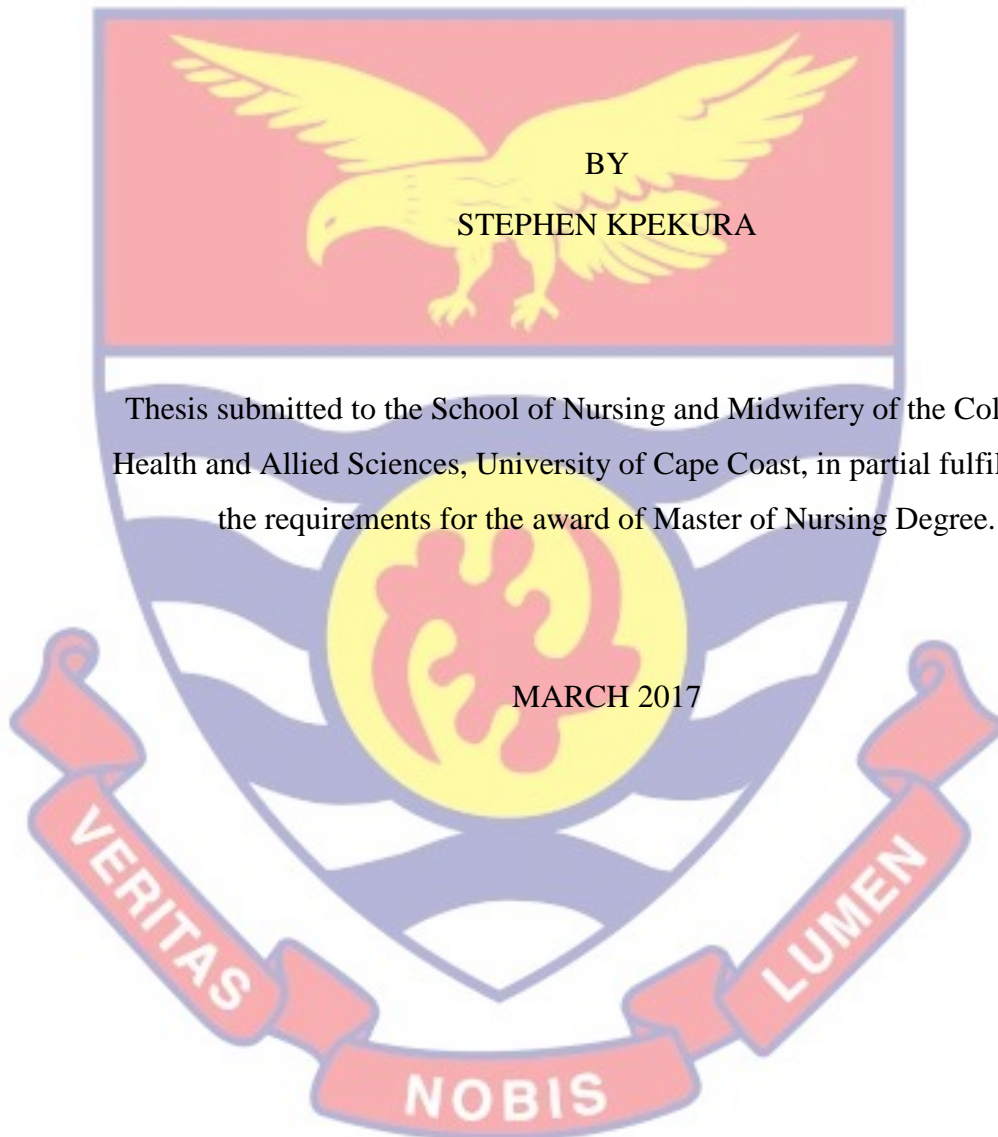 BY
STEPHEN KPEKURA
Thesis submitted to the School of Nursing and Midwifery of the Col
Health and Allied Sciences, University of Cape Coast, in partial fulfil
the requirements for the award of Master of Nursing Degree.
MARCH 2017
VERITAS
NOBIS
LUMEN